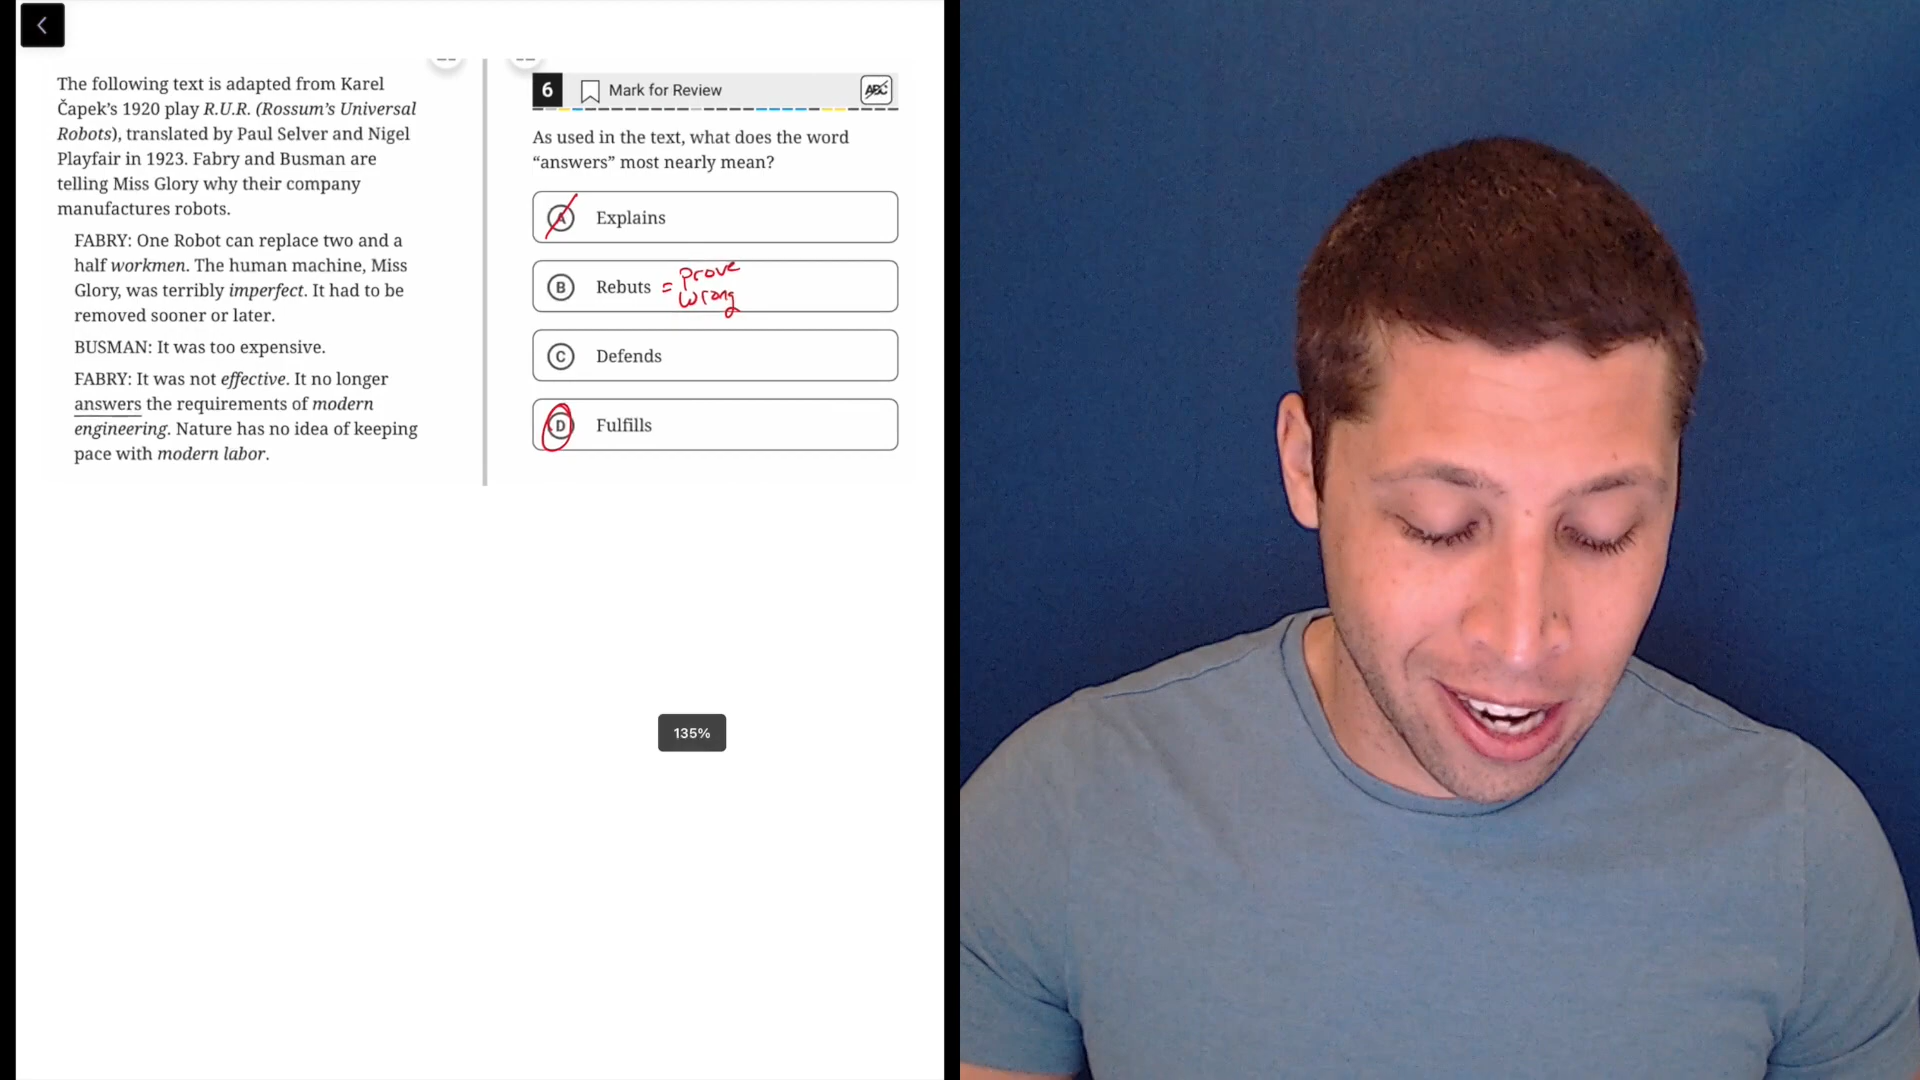 The following text is adapted from Karel
Čapek's 1920 play R.U.R. (Rossum's Universal
Robots), translated by Paul Selver and Nigel
Playfair in 1923. Fabry and Busman are
telling Miss Glory why their company
manufactures robots.
FABRY: One Robot can replace two and a
half workmen. The human machine, Miss
Glory, was terribly imperfect. It had to be
removed sooner or later.
BUSMAN: It was too expensive.
FABRY: It was not effective. It no longer
answers the requirements of modern
engineering. Nature has no idea of keeping
pace with modern labor.
6 Mark for Review ABC
As used in the text, what does the word
“answers” most nearly mean?
A Explains
B Rebuts = Prove
wrong
C Defends
D Fulfills
135%